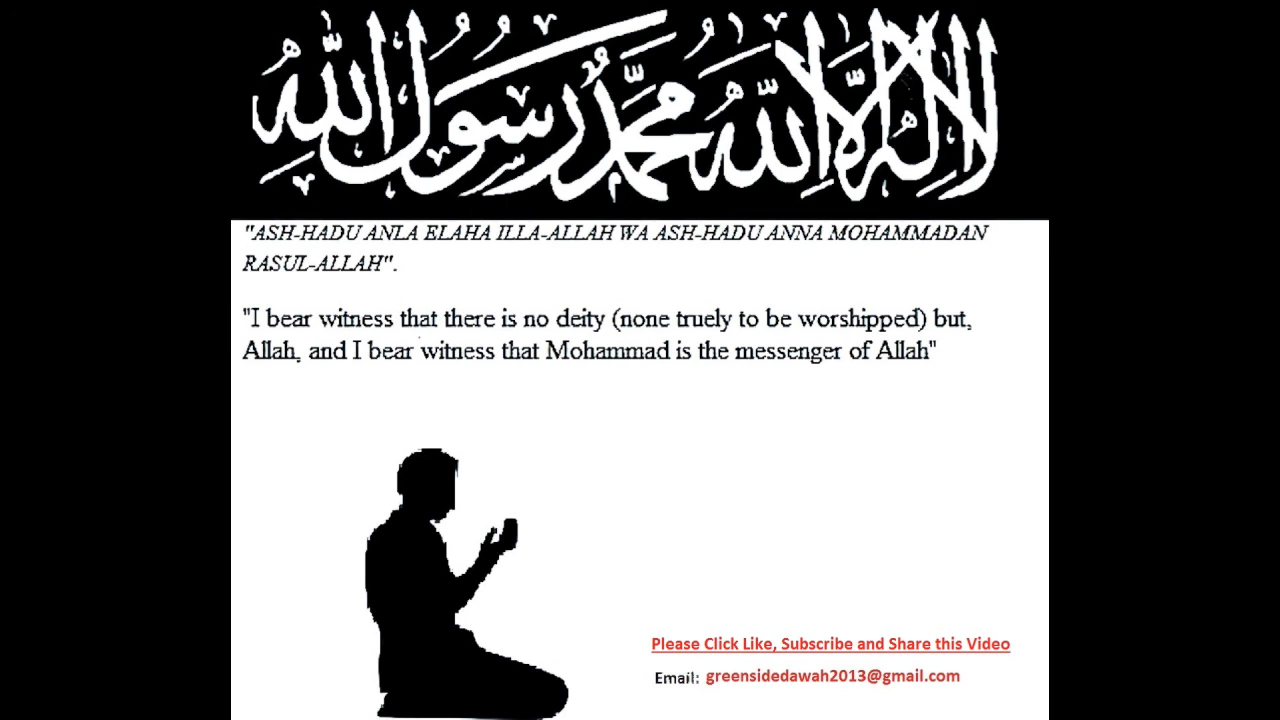 لا إله إلا الله محمد رسول الله
"ASH-HADU ANLA ELAHA ILLA-ALLAH WA ASH-HADU ANNA MOHAMMADAN
RASUL-ALLAH".
"I bear witness that there is no deity (none truely to be worshipped) but,
Allah, and I bear witness that Mohammad is the messenger of Allah"
Please Click Like, Subscribe and Share this Video
Email: greensidedawah2013@gmail.com